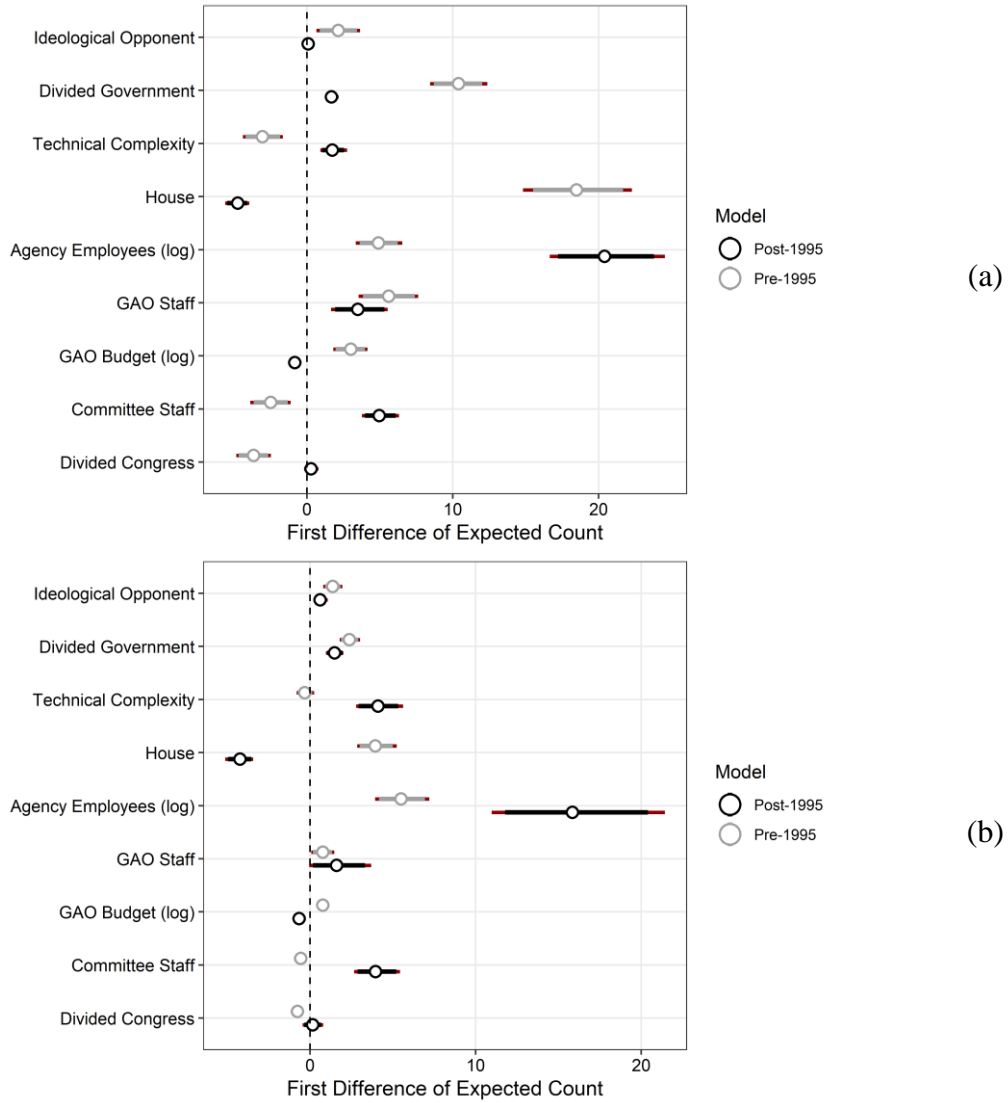 Ideological Opponent
Divided Government
Technical Complexity
House
Agency Employees (log)
GAO Staff
GAO Budget (log)
Committee Staff
Divided Congress
0 10 20
First Difference of Expected Count
Model
Post-1995
Pre-1995
(a)
Ideological Opponent
Divided Government
Technical Complexity
House
Agency Employees (log)
GAO Staff
GAO Budget (log)
Committee Staff
Divided Congress
0 10 20
First Difference of Expected Count
Model
Post-1995
Pre-1995
(b)